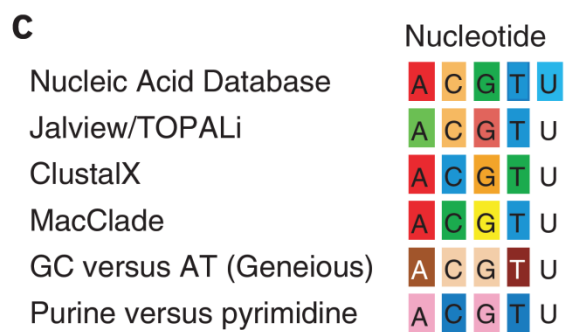 C
Nucleotide
Nucleic Acid Database A C G T U
Jalview/TOPALi A C G T U
ClustalX A C G T U
MacClade A C G T U
GC versus AT (Geneious) A C G T U
Purine versus pyrimidine A C G T U